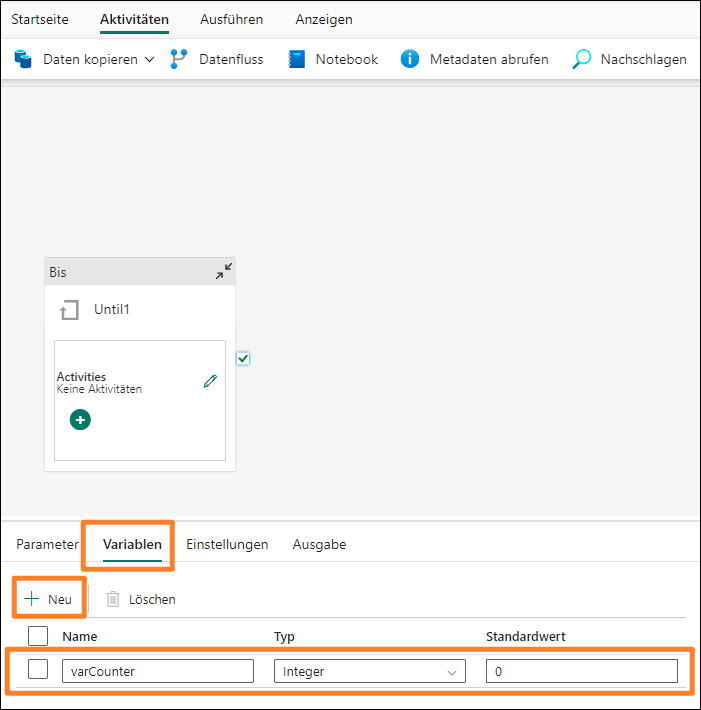 Startseite Aktivitäten Ausführen Anzeigen
Daten kopieren Datenfluss Notebook Metadaten abrufen Nachschlagen
Bis
Until1
Activities
Keine Aktivitäten
Parameter Variablen Einstellungen Ausgabe
Neu Löschen
Name Typ Standardwert
varCounter Integer 0